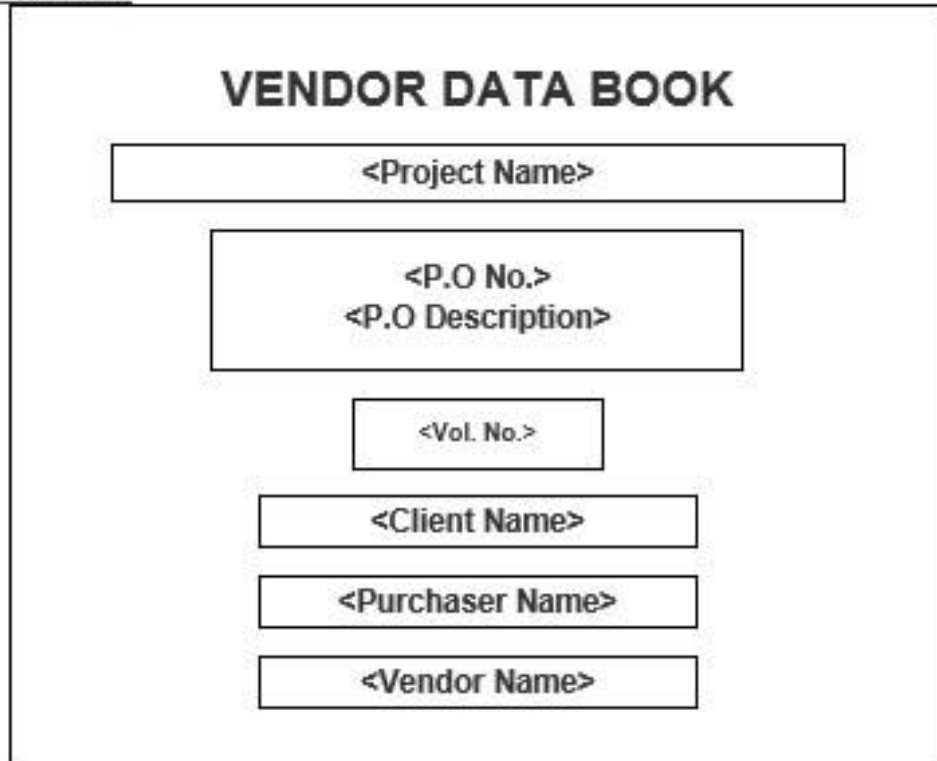 VENDOR DATA BOOK
<Project Name>
<P.O No.>
<P.O Description>
<Vol. No.>
<Client Name>
<Purchaser Name>
<Vendor Name>